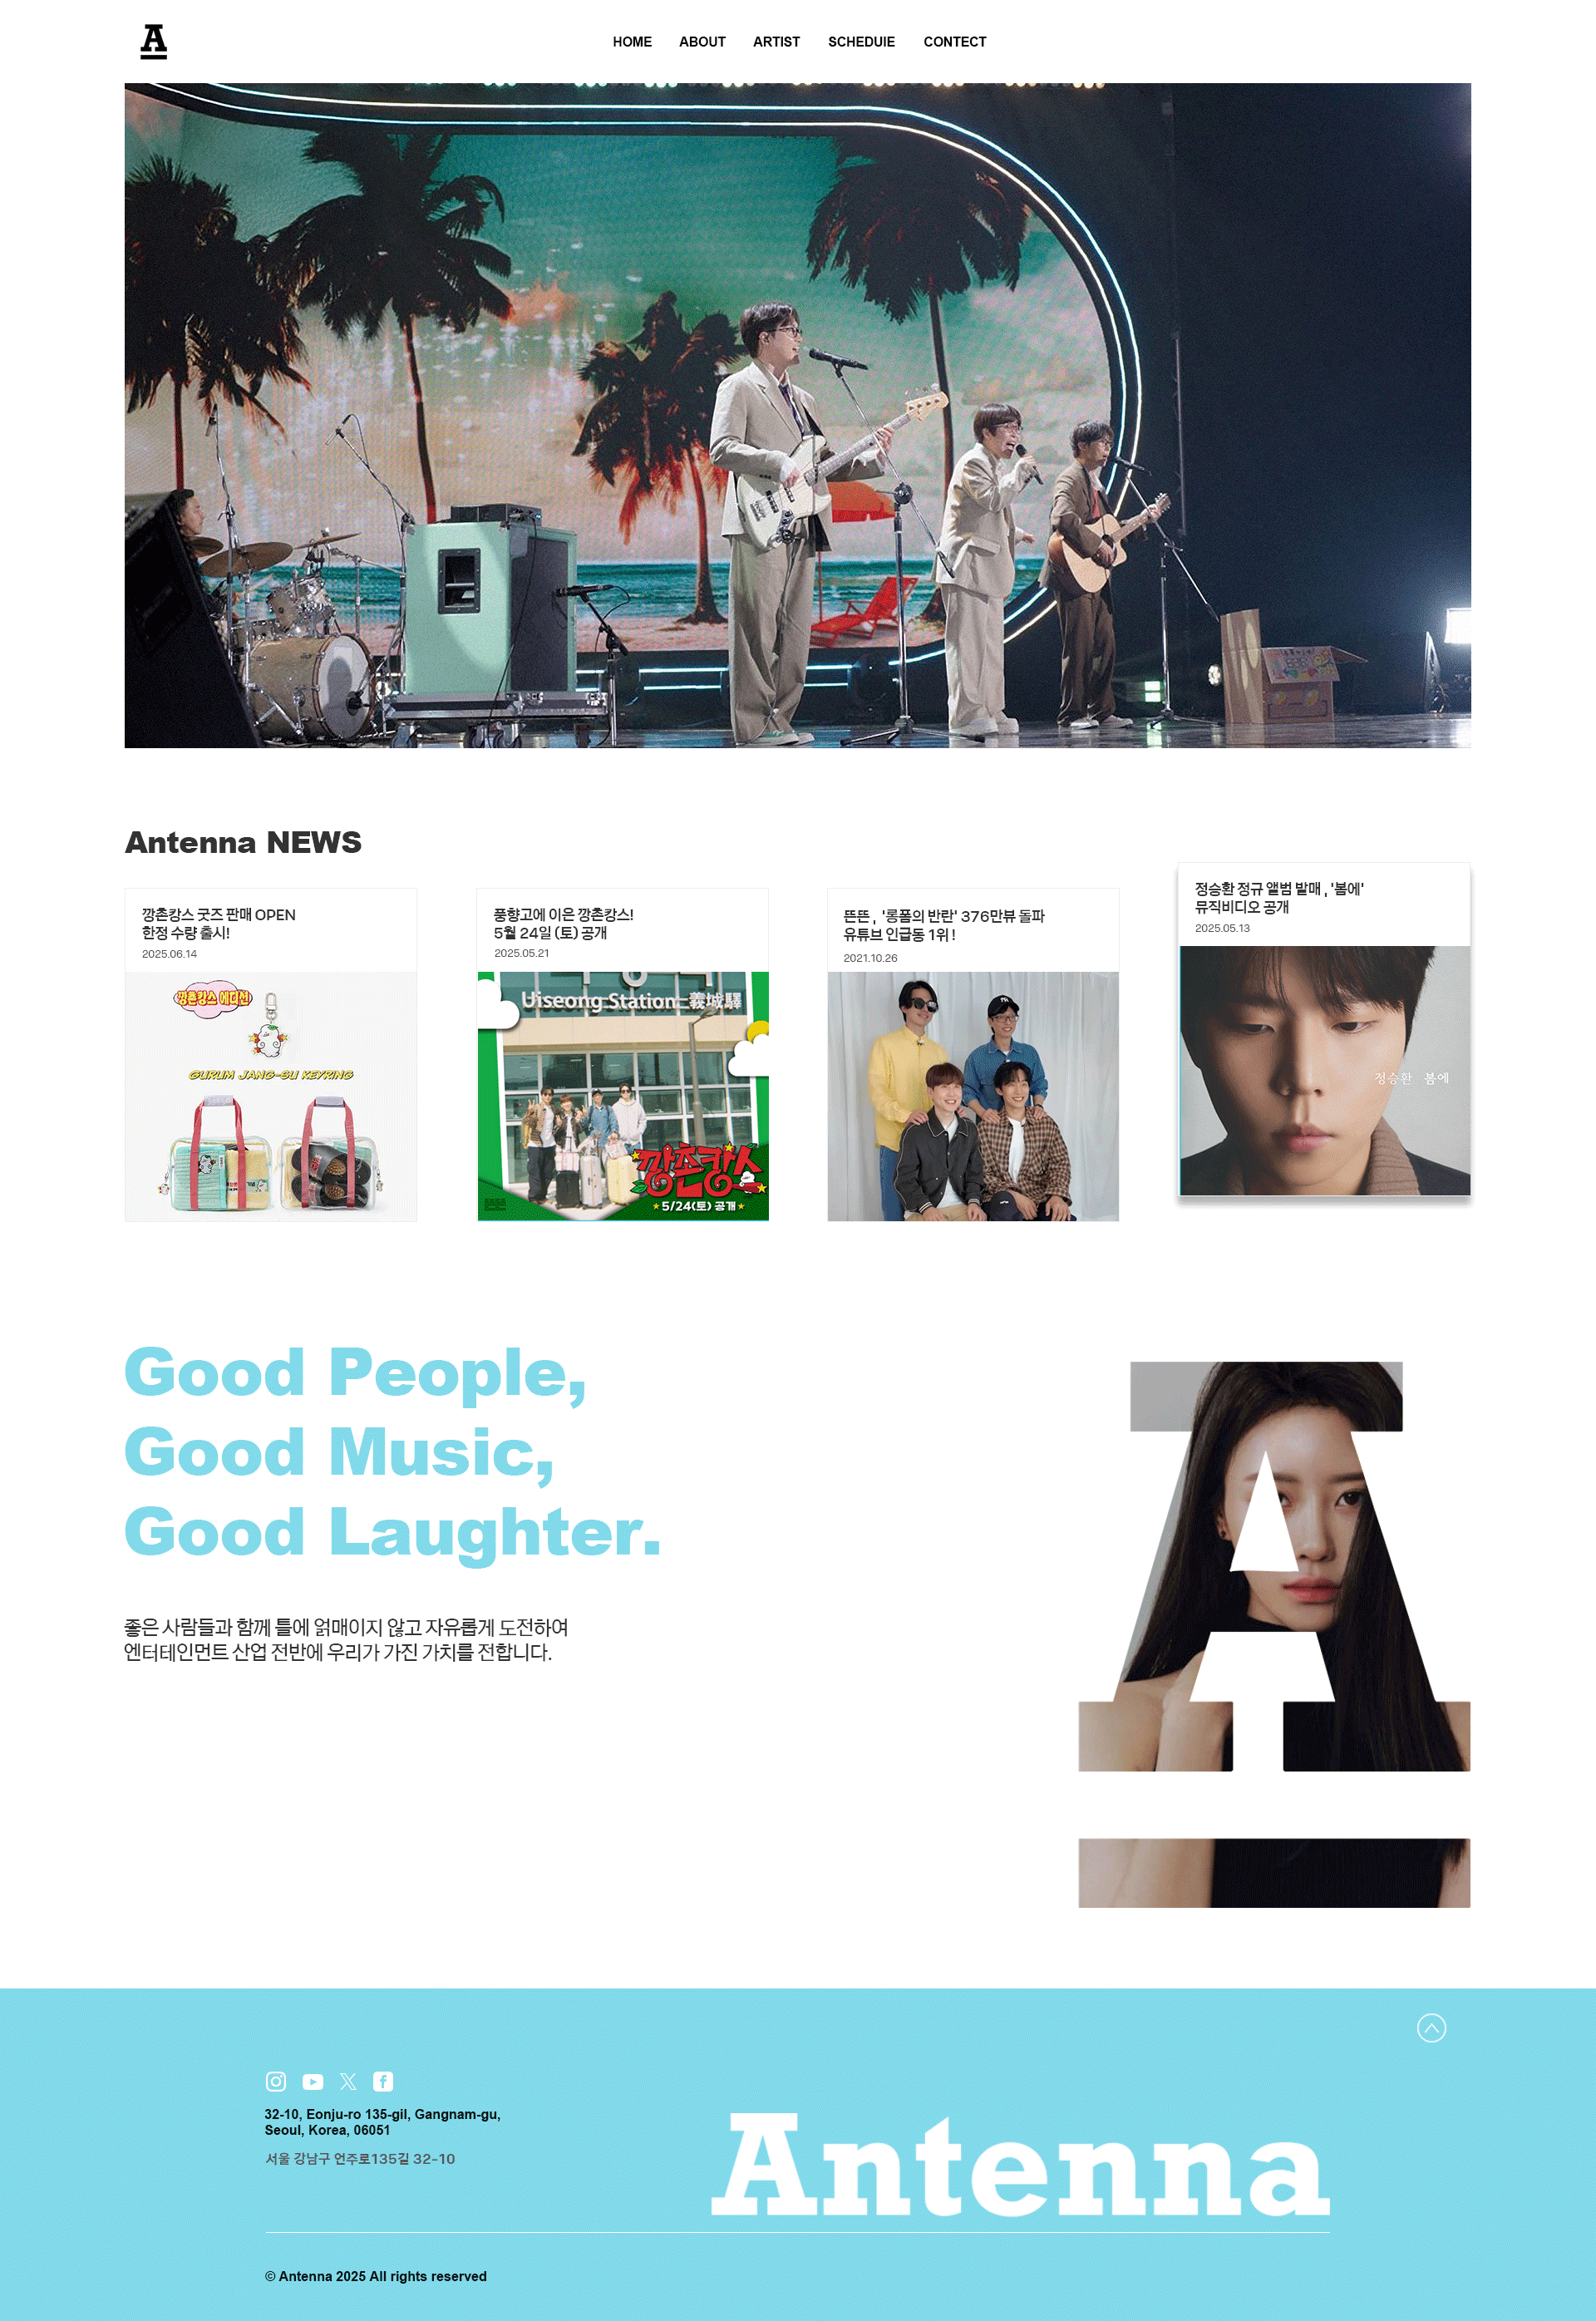 A
HOME ABOUT ARTIST SCHEDUIE CONTECT
Antenna NEWS
깡촌캉스 굿즈 판매 OPEN
한정 수량 출시!
2025.06.14
깡촌캉스 에디션
GURUM JANG-SU KEYRING
풍향고에 이은 깡촌캉스!
5월 24일 (토) 공개
2025.05.21
Uiseong Station 義城驛
깡촌캉스
5/24(토) 공개
뜬뜬 , '롱폼의 반란' 376만뷰 돌파
유튜브 인급동 1위 !
2021.10.26
정승환 정규 앨범 발매 , '봄에'
뮤직비디오 공개
2025.05.13
정승환 봄에
Good People,
Good Music,
Good Laughter.
좋은 사람들과 함께 틀에 얽매이지 않고 자유롭게 도전하여
엔터테인먼트 산업 전반에 우리가 가진 가치를 전합니다.
A
32-10, Eonju-ro 135-gil, Gangnam-gu,
Seoul, Korea, 06051
서울 강남구 언주로135길 32-10
Antenna
© Antenna 2025 All rights reserved